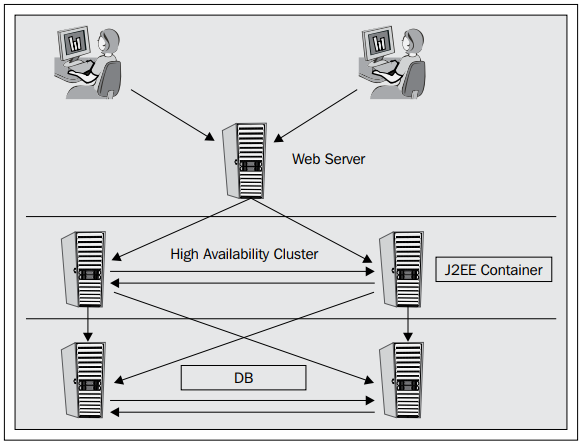 Web Server
High Availability Cluster
J2EE Container
DB